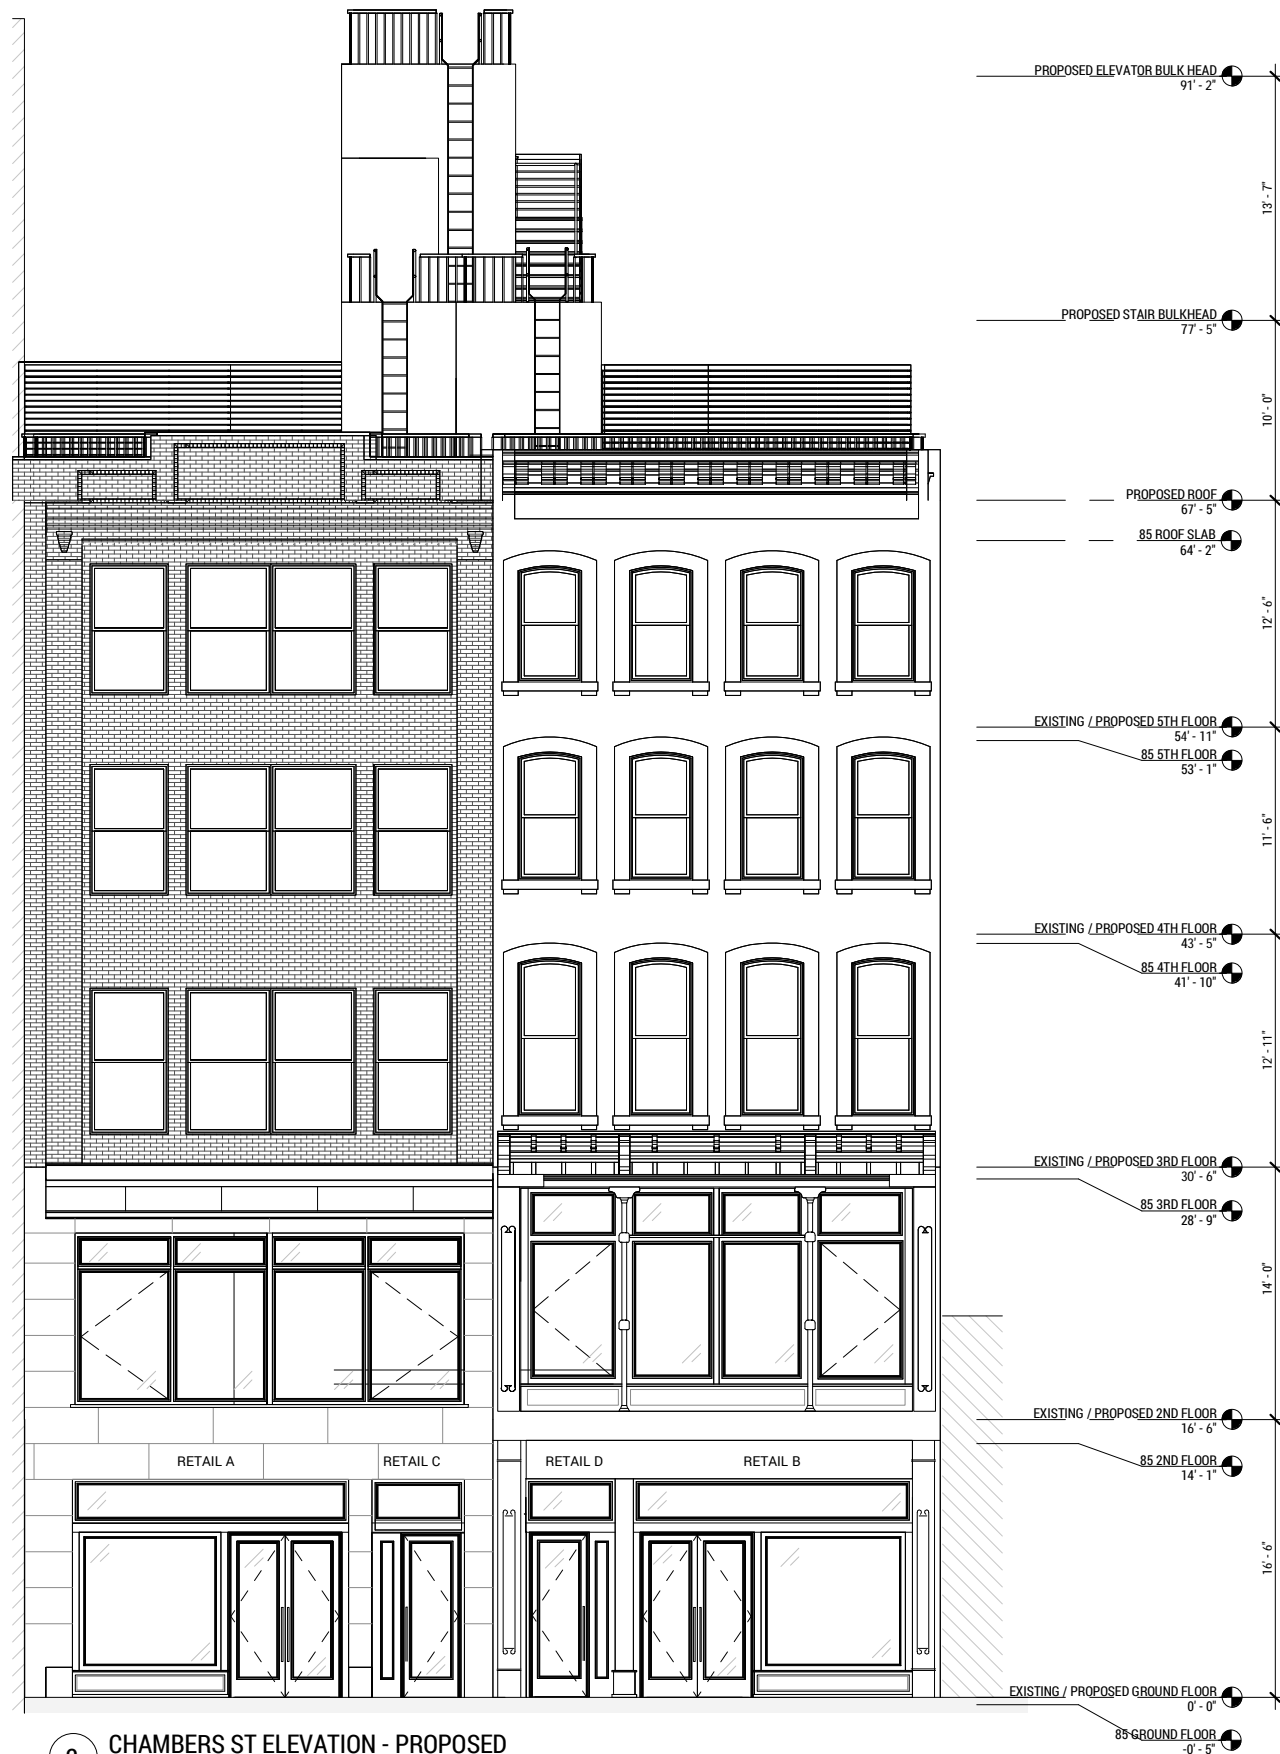 PROPOSED ELEVATOR BULK HEAD
91' - 2"
13' - 7"
PROPOSED STAIR BULKHEAD
77' - 5"
10' - 0"
PROPOSED ROOF
67' - 5"
85 ROOF SLAB
64' - 2"
12' - 6"
EXISTING / PROPOSED 5TH FLOOR
54' - 11"
85 5TH FLOOR
53' - 1"
11' - 6"
EXISTING / PROPOSED 4TH FLOOR
43' - 5"
85 4TH FLOOR
41' - 10"
12' - 11"
EXISTING / PROPOSED 3RD FLOOR
30' - 6"
85 3RD FLOOR
28' - 9"
14' - 0"
EXISTING / PROPOSED 2ND FLOOR
16' - 6"
85 2ND FLOOR
14' - 1"
RETAIL A
RETAIL C
RETAIL D
RETAIL B
16' - 6"
EXISTING / PROPOSED GROUND FLOOR
0' - 0"
85 GROUND FLOOR
-0' - 5"
CHAMBERS ST ELEVATION - PROPOSED